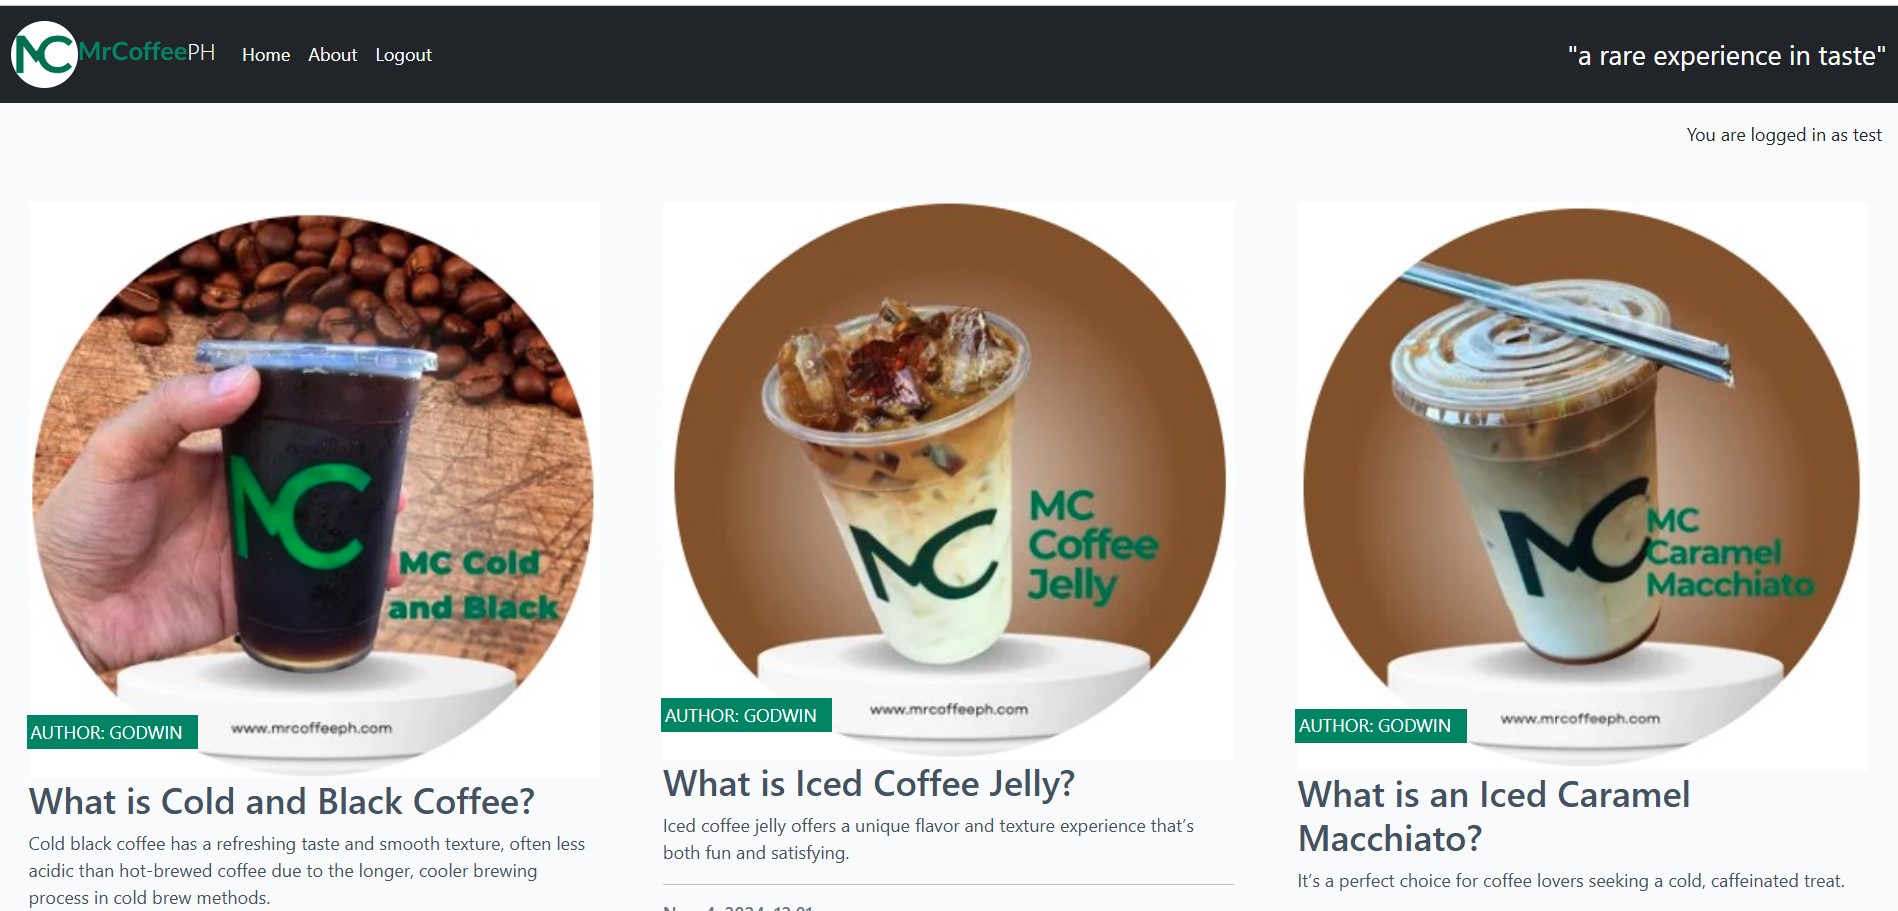 NC MrCoffeePH Home About Logout "a rare experience in taste"
You are logged in as test
MC Cold
and Black
www.mrcoffeeph.com
AUTHOR: GODWIN
What is Cold and Black Coffee?
Cold black coffee has a refreshing taste and smooth texture, often less
acidic than hot-brewed coffee due to the longer, cooler brewing
process in cold brew methods.
MC
Coffee
Jelly
www.mrcoffeeph.com
AUTHOR: GODWIN
What is Iced Coffee Jelly?
Iced coffee jelly offers a unique flavor and texture experience that’s
both fun and satisfying.
MC
Caramel
Macchiato
www.mrcoffeeph.com
AUTHOR: GODWIN
What is an Iced Caramel
Macchiato?
It’s a perfect choice for coffee lovers seeking a cold, caffeinated treat.